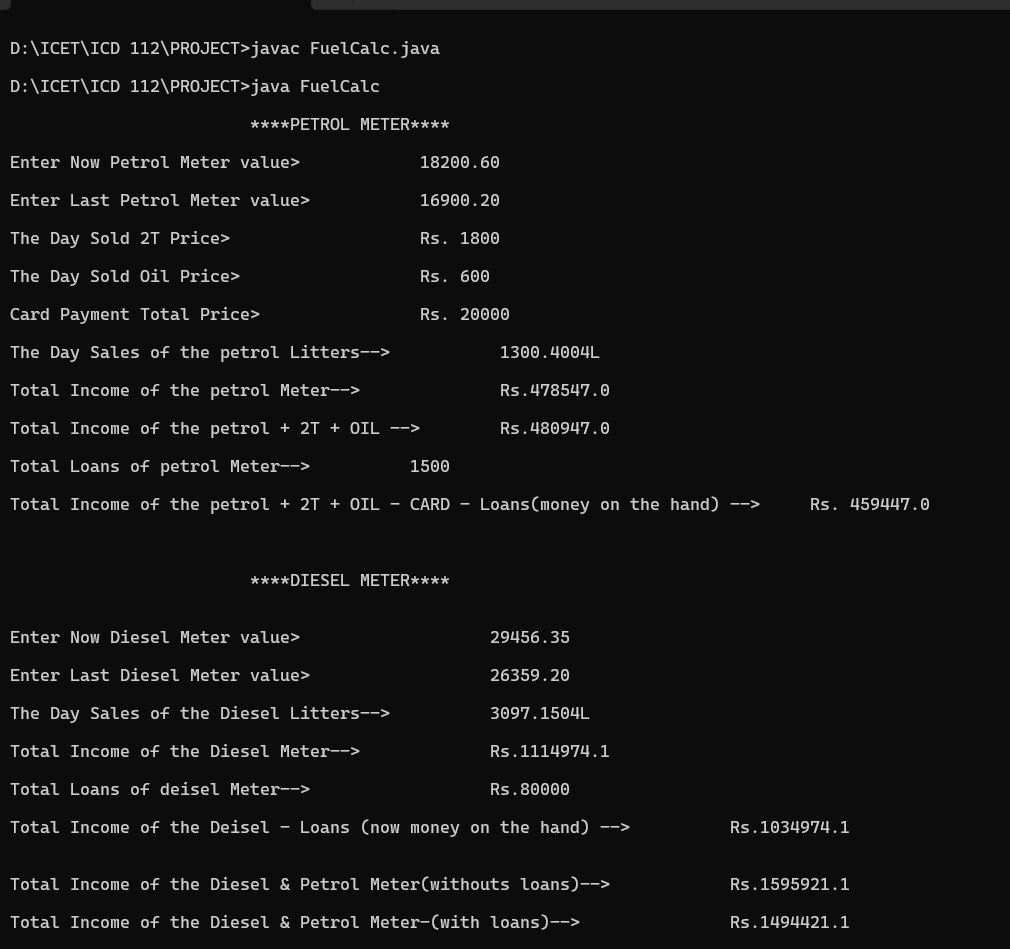 D:\ICET\ICD 112\PROJECT>javac FuelCalc.java
D:\ICET\ICD 112\PROJECT>java FuelCalc
****PETROL METER****
Enter Now Petrol Meter value> 18200.60
Enter Last Petrol Meter value> 16900.20
The Day Sold 2T Price> Rs. 1800
The Day Sold Oil Price> Rs. 600
Card Payment Total Price> Rs. 20000
The Day Sales of the petrol Litters--> 1300.4004L
Total Income of the petrol Meter--> Rs.478547.0
Total Income of the petrol + 2T + OIL --> Rs.480947.0
Total Loans of petrol Meter--> 1500
Total Income of the petrol + 2T + OIL - CARD - Loans(money on the hand) --> Rs. 459447.0
****DIESEL METER****
Enter Now Diesel Meter value> 29456.35
Enter Last Diesel Meter value> 26359.20
The Day Sales of the Diesel Litters--> 3097.1504L
Total Income of the Diesel Meter--> Rs.1114974.1
Total Loans of deisel Meter--> Rs.80000
Total Income of the Deisel - Loans (now money on the hand) --> Rs.1034974.1
Total Income of the Diesel & Petrol Meter(withouts loans)--> Rs.1595921.1
Total Income of the Diesel & Petrol Meter-(with loans)--> Rs.1494421.1